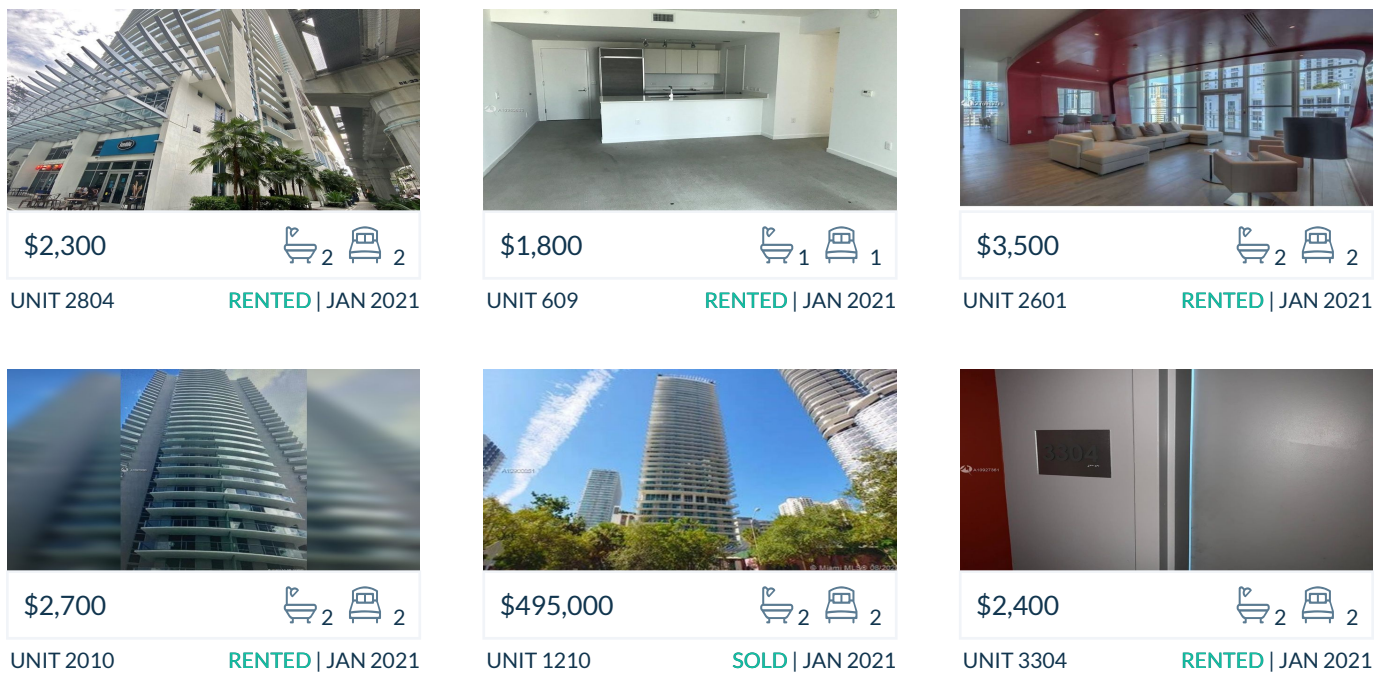 $2,300 2 2
UNIT 2804 RENTED | JAN 2021
$1,800 1 1
UNIT 609 RENTED | JAN 2021
$3,500 2 2
UNIT 2601 RENTED | JAN 2021
3304
$2,700 2 2
UNIT 2010 RENTED | JAN 2021
$495,000 2 2
UNIT 1210 SOLD | JAN 2021
$2,400 2 2
UNIT 3304 RENTED | JAN 2021